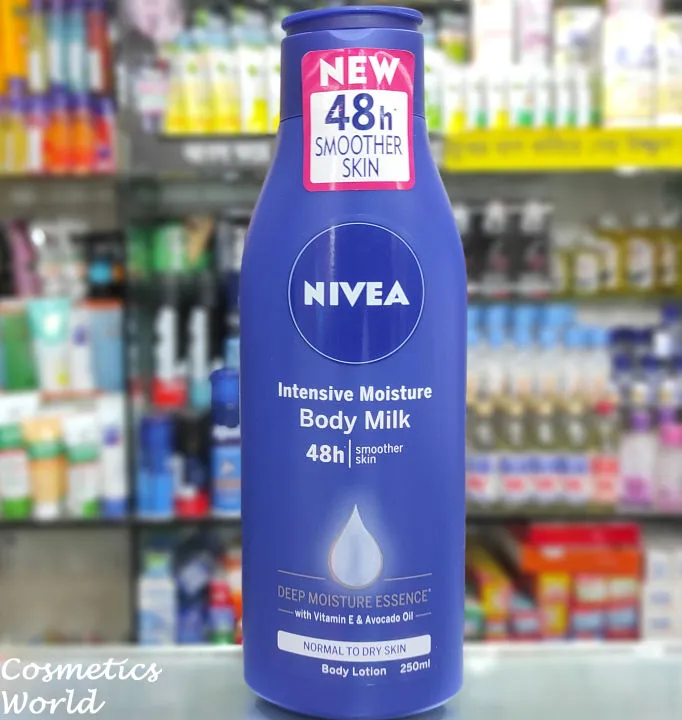 NEW
48h*
SMOOTHER
SKIN
NIVEA
Intensive Moisture
Body Milk
48h* smoother
skin
DEEP MOISTURE ESSENCE*
with Vitamin E & Avocado Oil
NORMAL TO DRY SKIN
Body Lotion 250ml
Cosmetics
World